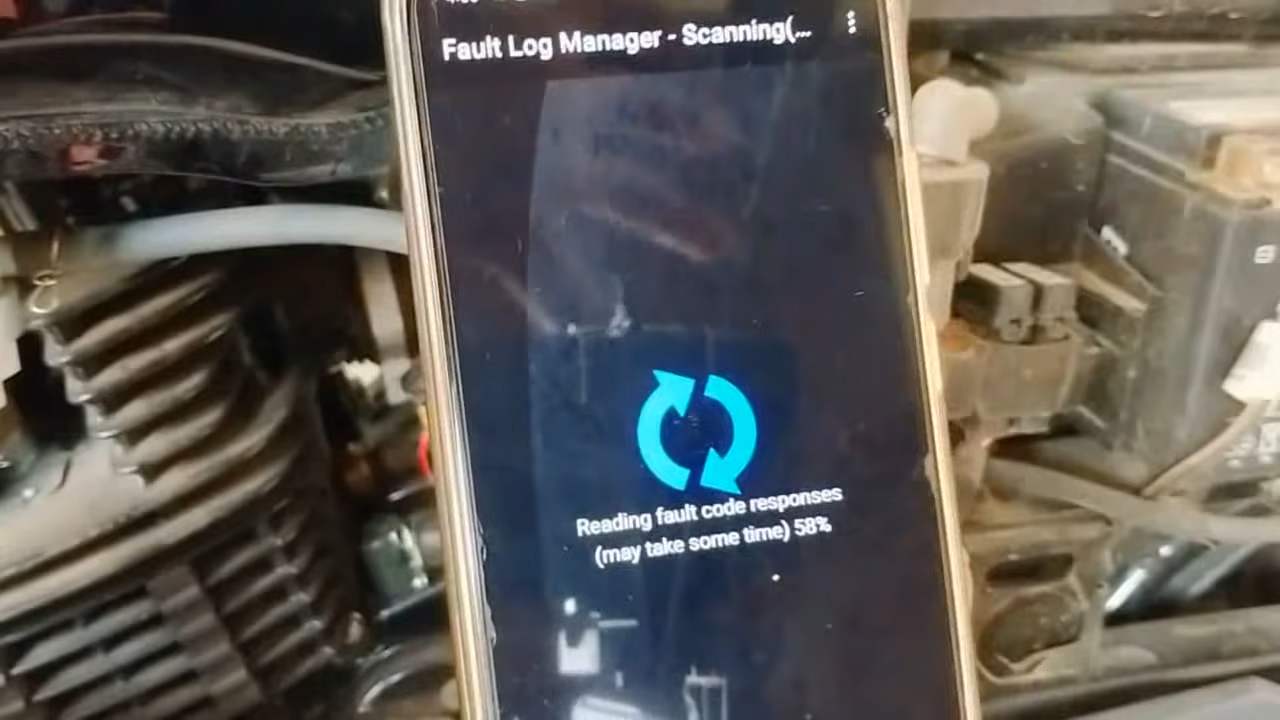 Fault Log Manager - Scanning(...
Reading fault code responses
(may take some time) 58%